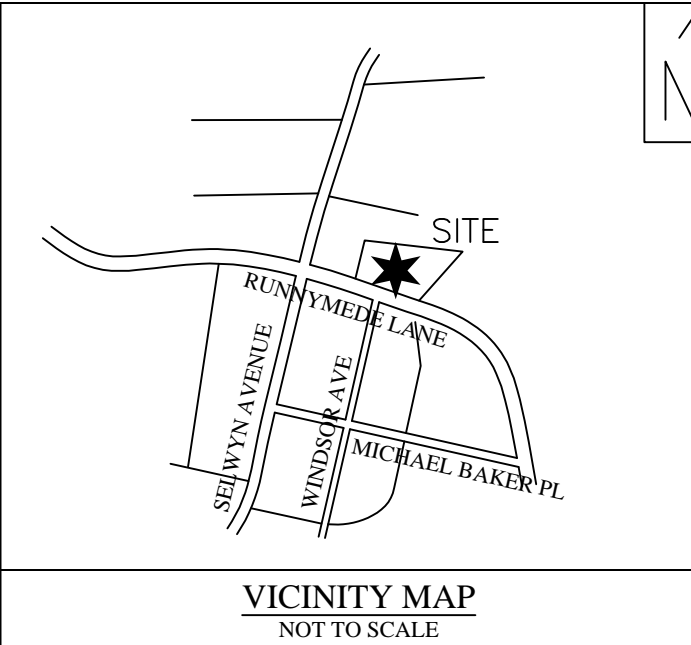 N
SITE
RUNNYMEDE LANE
SELWYN AVENUE
WINDSOR AVE
MICHAEL BAKER PL
VICINITY MAP
NOT TO SCALE